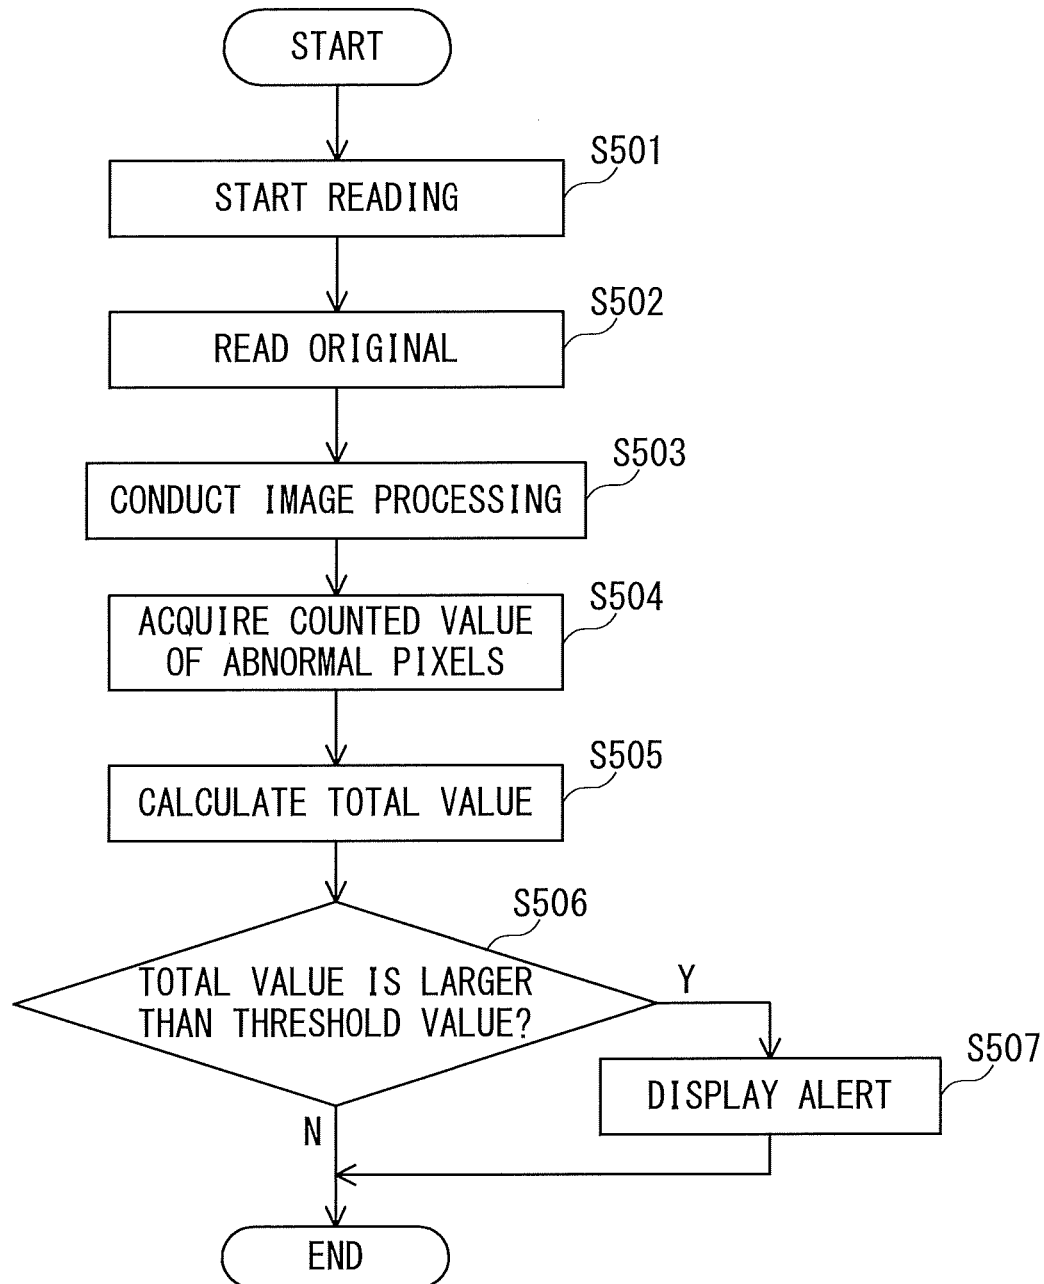 START
S501
START READING
S502
READ ORIGINAL
S503
CONDUCT IMAGE PROCESSING
S504
ACQUIRE COUNTED VALUE
OF ABNORMAL PIXELS
S505
CALCULATE TOTAL VALUE
S506
TOTAL VALUE IS LARGER
THAN THRESHOLD VALUE?
Y
S507
DISPLAY ALERT
N
END